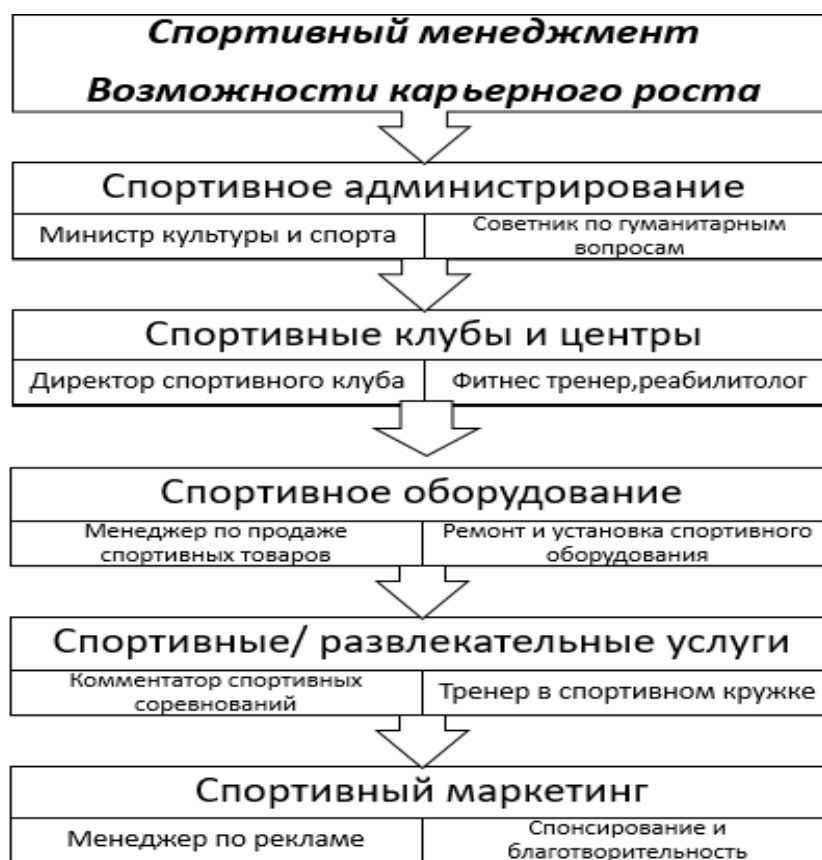 Спортивный менеджмент
Возможности карьерного роста
Спортивное администрирование
Министр культуры и спорта
Советник по гуманитарным
вопросам
Спортивные клубы и центры
Директор спортивного клуба
Фитнес тренер,реабилитолог
Спортивное оборудование
Менеджер по продаже
спортивных товаров
Ремонт и установка спортивного
оборудования
Спортивные/ развлекательные услуги
Комментатор спортивных
соревнований
Тренер в спортивном кружке
Спортивный маркетинг
Менеджер по рекламе
Спонсирование и
благотворительность